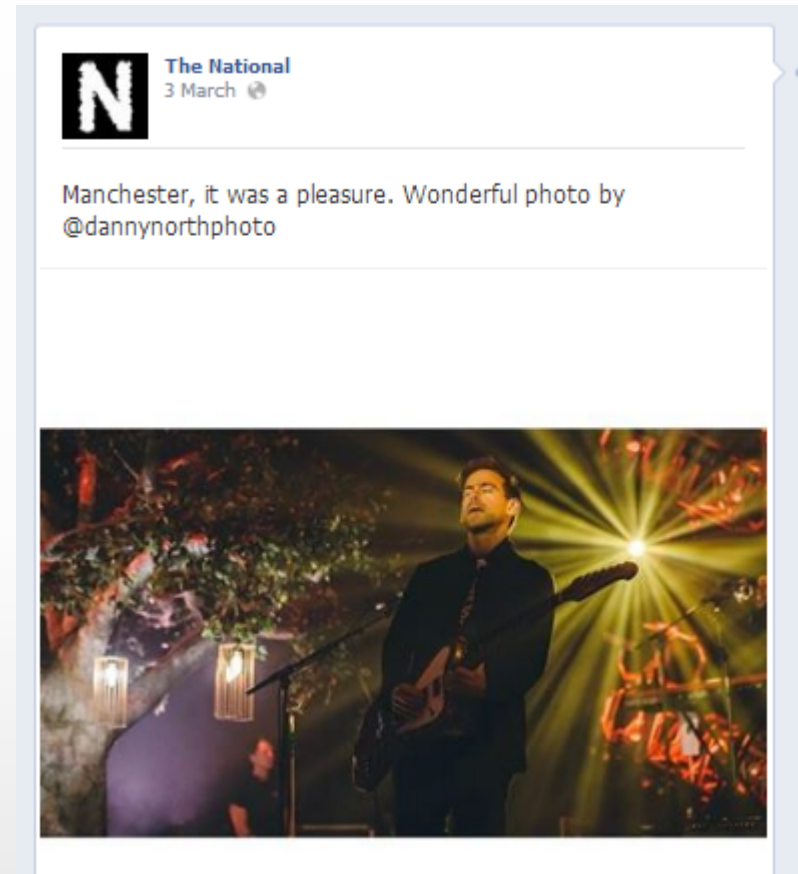 N
The National
3 March
Manchester, it was a pleasure. Wonderful photo by
@dannynorthphoto